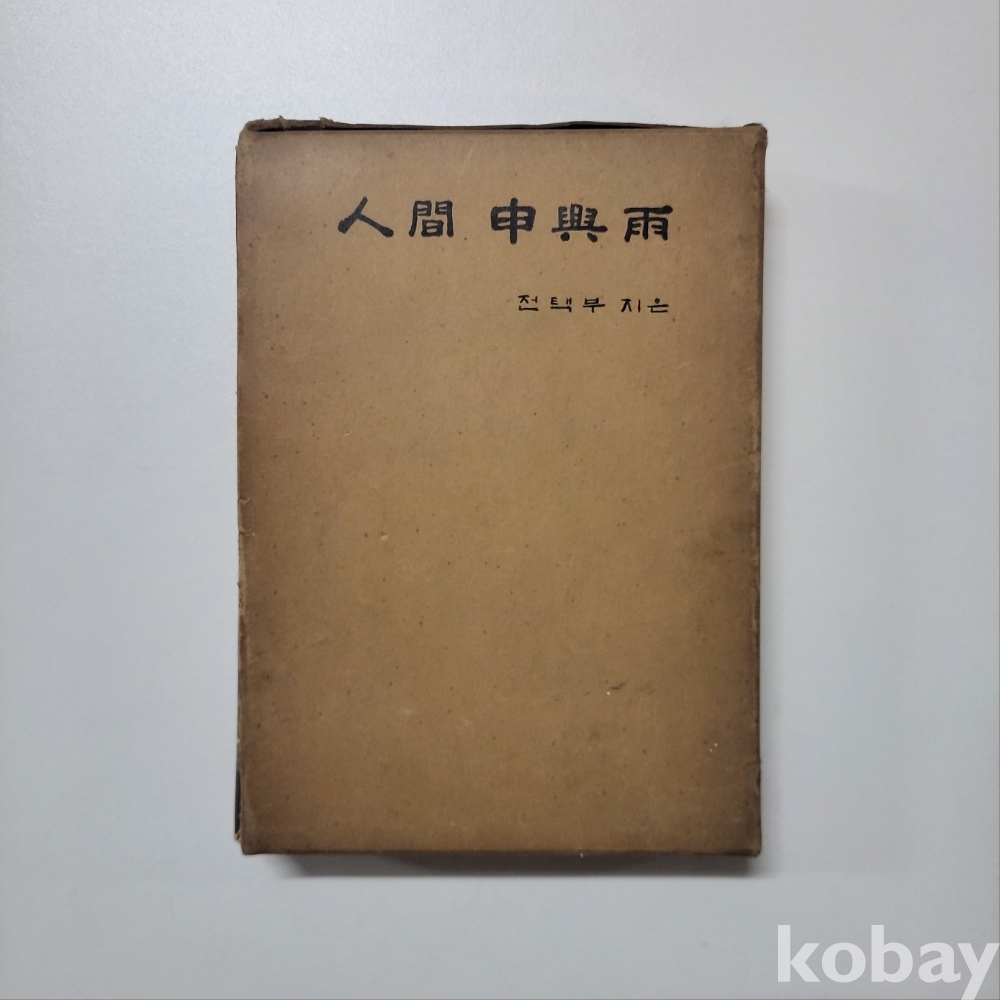 人間 申興雨
전택부 지은
kobay